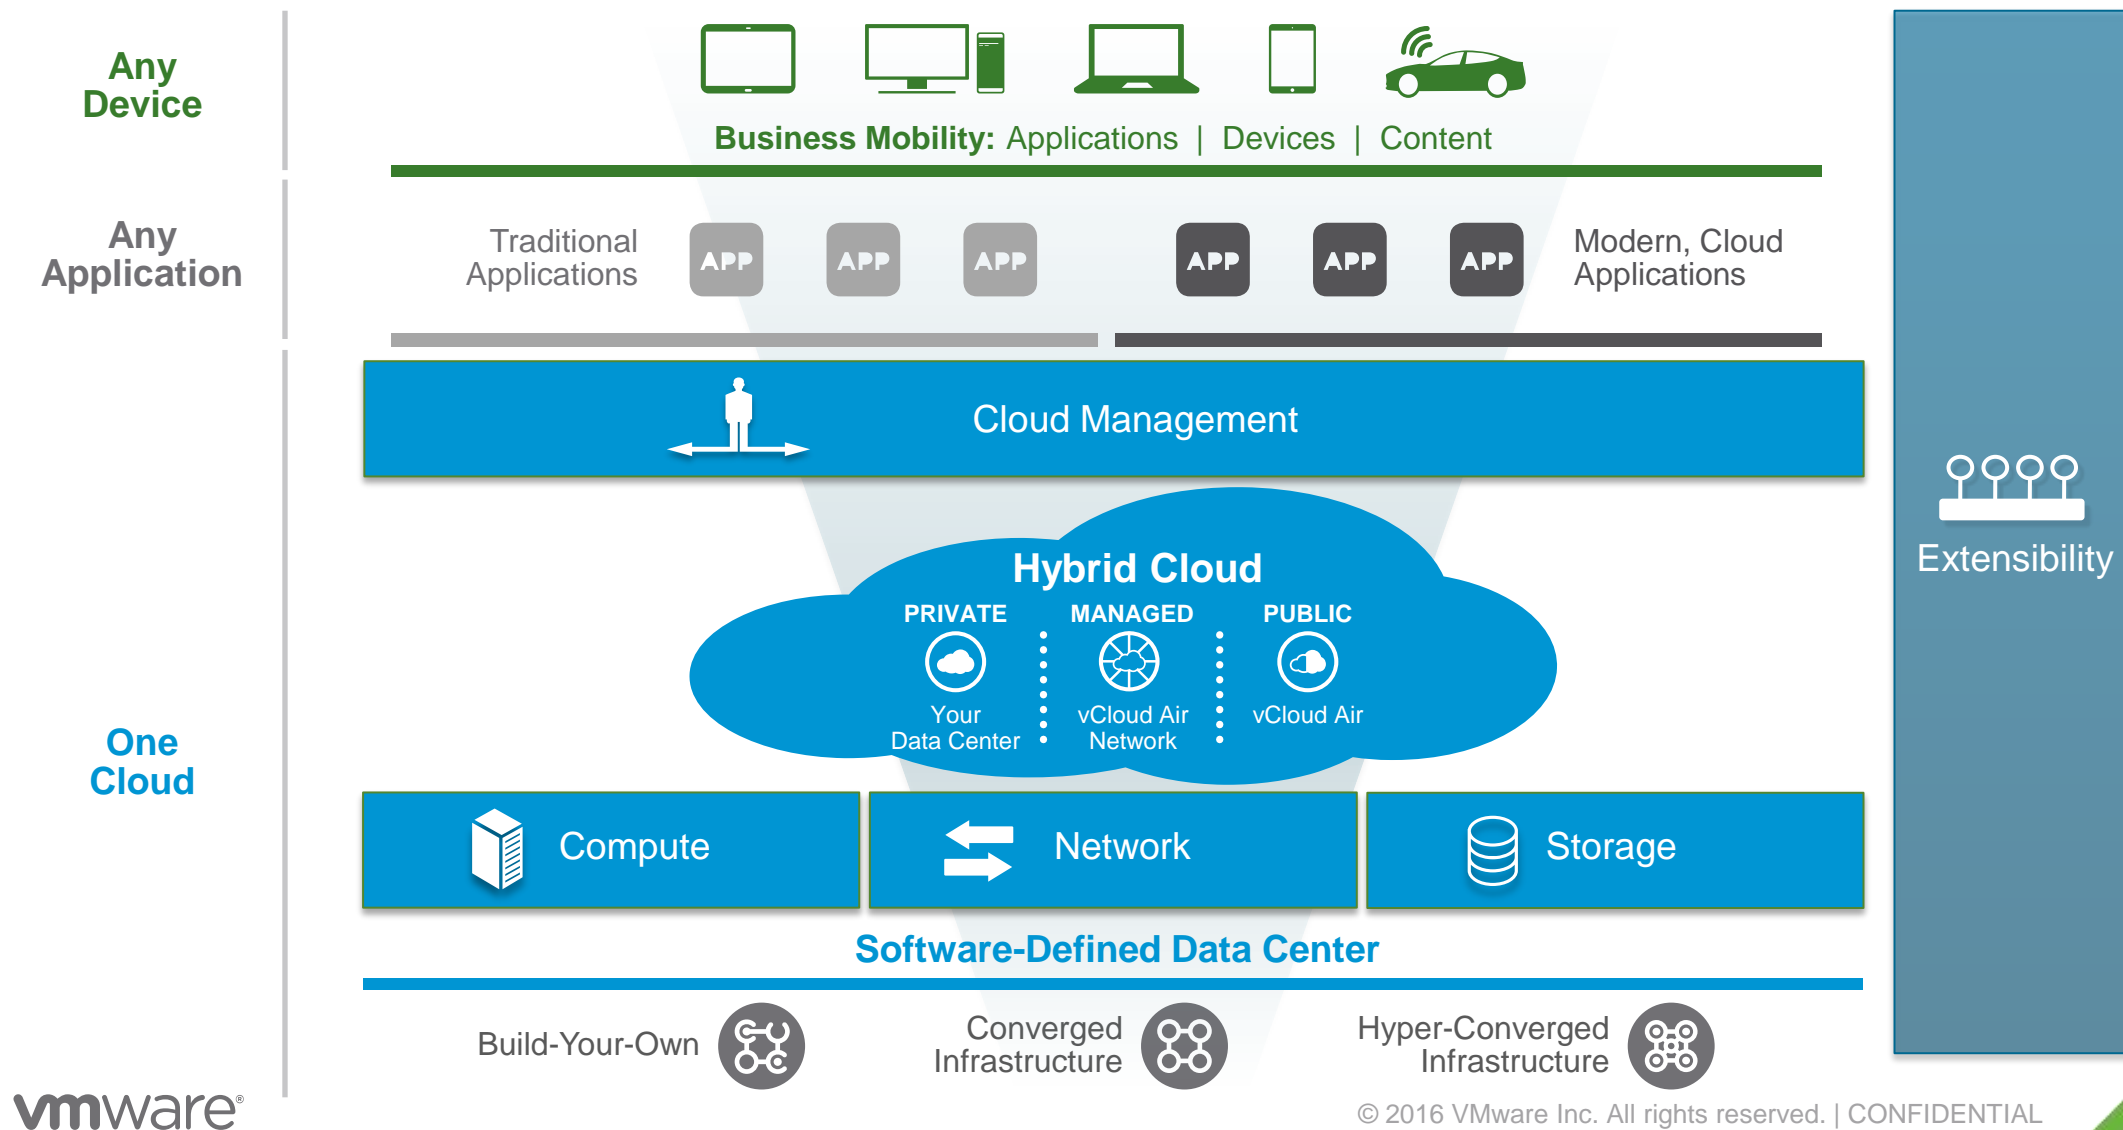 Any
Device
Business Mobility: Applications | Devices | Content
Any
Application
Traditional
Applications
APP
APP
APP
APP
APP
APP
Modern, Cloud
Applications
Cloud Management
One
Cloud
Hybrid Cloud
PRIVATE
Your
Data Center
MANAGED
vCloud Air
Network
PUBLIC
vCloud Air
Compute
Network
Storage
Software-Defined Data Center
Build-Your-Own
Converged
Infrastructure
Hyper-Converged
Infrastructure
Extensibility
vmware®
© 2016 VMware Inc. All rights reserved. | CONFIDENTIAL